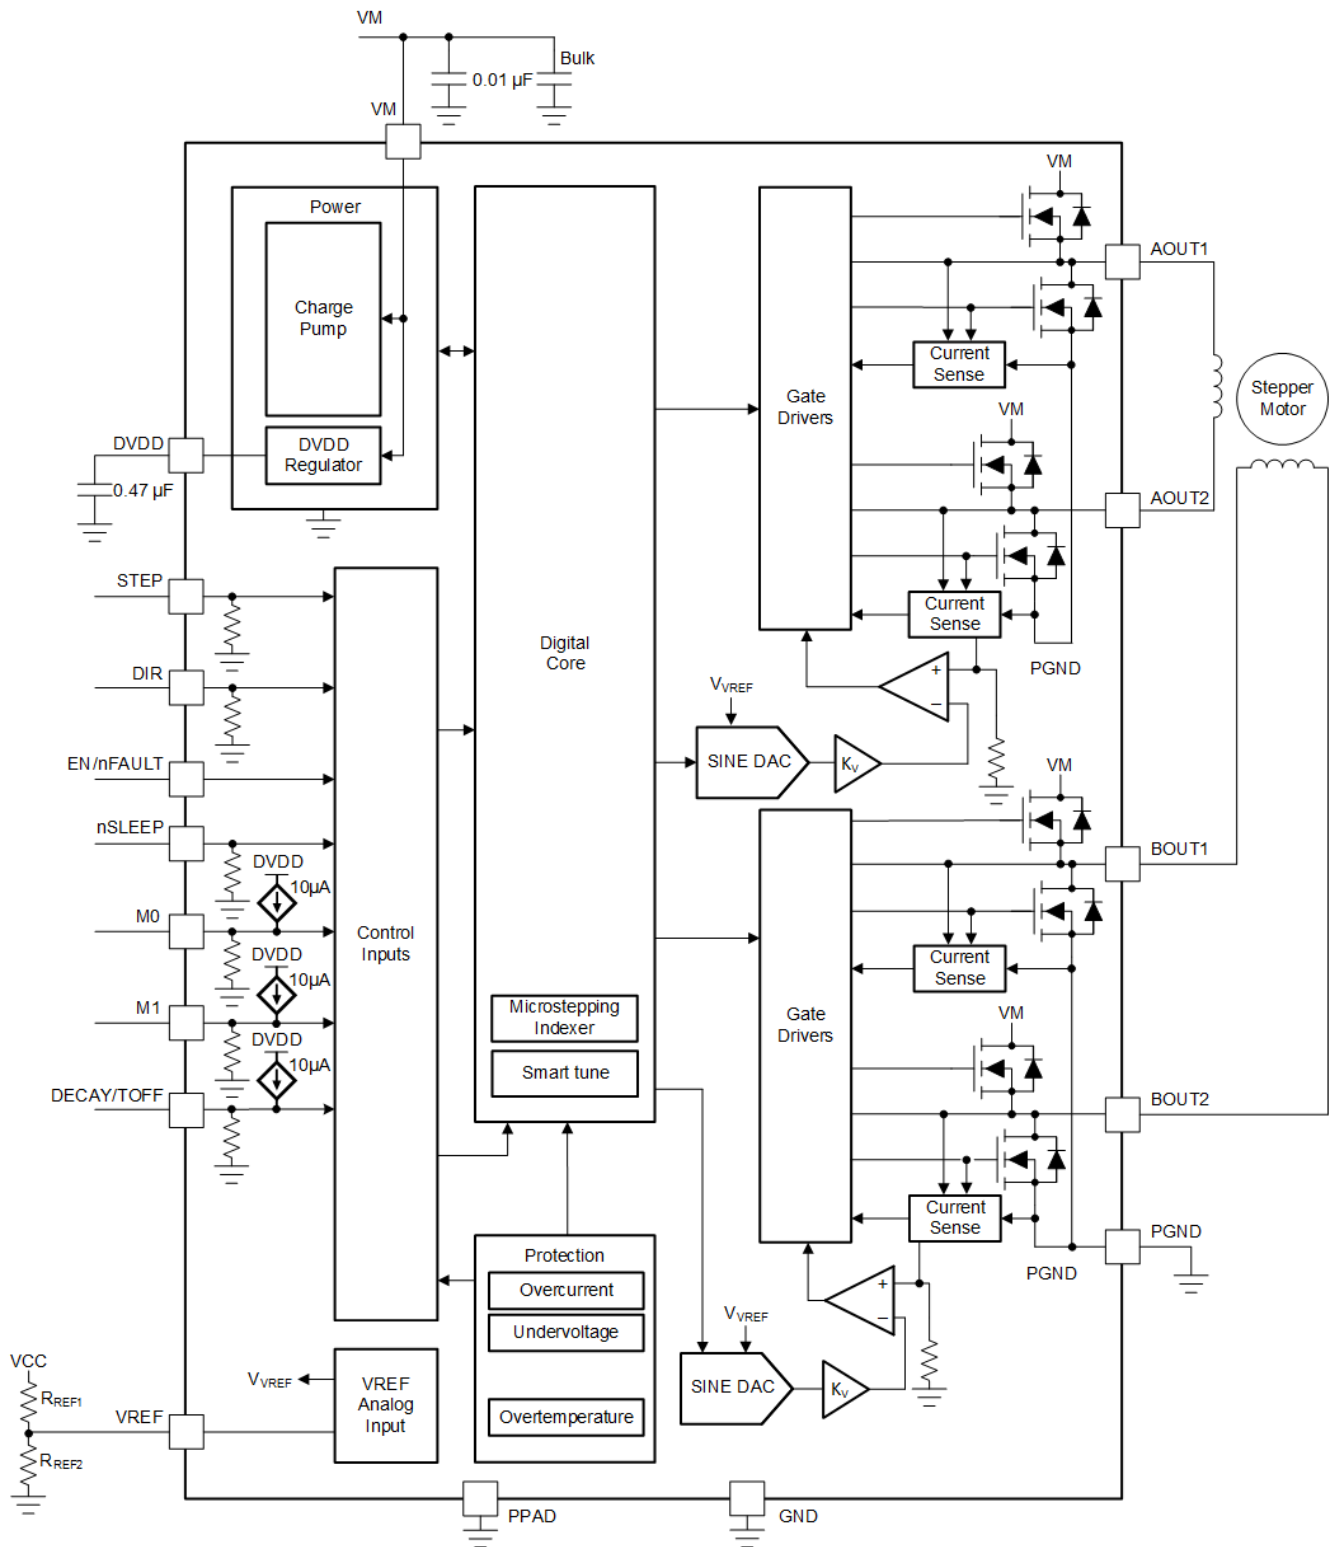 VM
0.01 µF
Bulk
VM
Power
Charge
Pump
DVDD
Regulator
DVDD
0.47 µF
STEP
DIR
EN/nFAULT
nSLEEP
DVDD
10µA
M0
DVDD
10µA
M1
DVDD
10µA
DECAY/TOFF
Control
Inputs
Digital
Core
Microstepping
Indexer
Smart tune
Protection
Overcurrent
Undervoltage
Overtemperature
VCC
RREF1
VREF
RREF2
VVREF
VREF
Analog
Input
PPAD
GND
Gate
Drivers
VM
AOUT1
Current
Sense
VM
AOUT2
Current
Sense
PGND
Stepper
Motor
VVREF
SINE DAC
KV
+
−
Gate
Drivers
VM
BOUT1
Current
Sense
VM
BOUT2
Current
Sense
PGND
PGND
VVREF
SINE DAC
KV
+
−